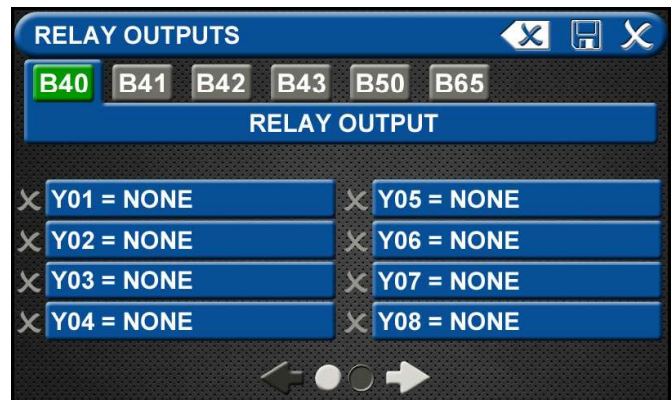 RELAY OUTPUTS
B40 B41 B42 B43 B50 B65
RELAY OUTPUT
Y01 = NONE
Y02 = NONE
Y03 = NONE
Y04 = NONE
Y05 = NONE
Y06 = NONE
Y07 = NONE
Y08 = NONE